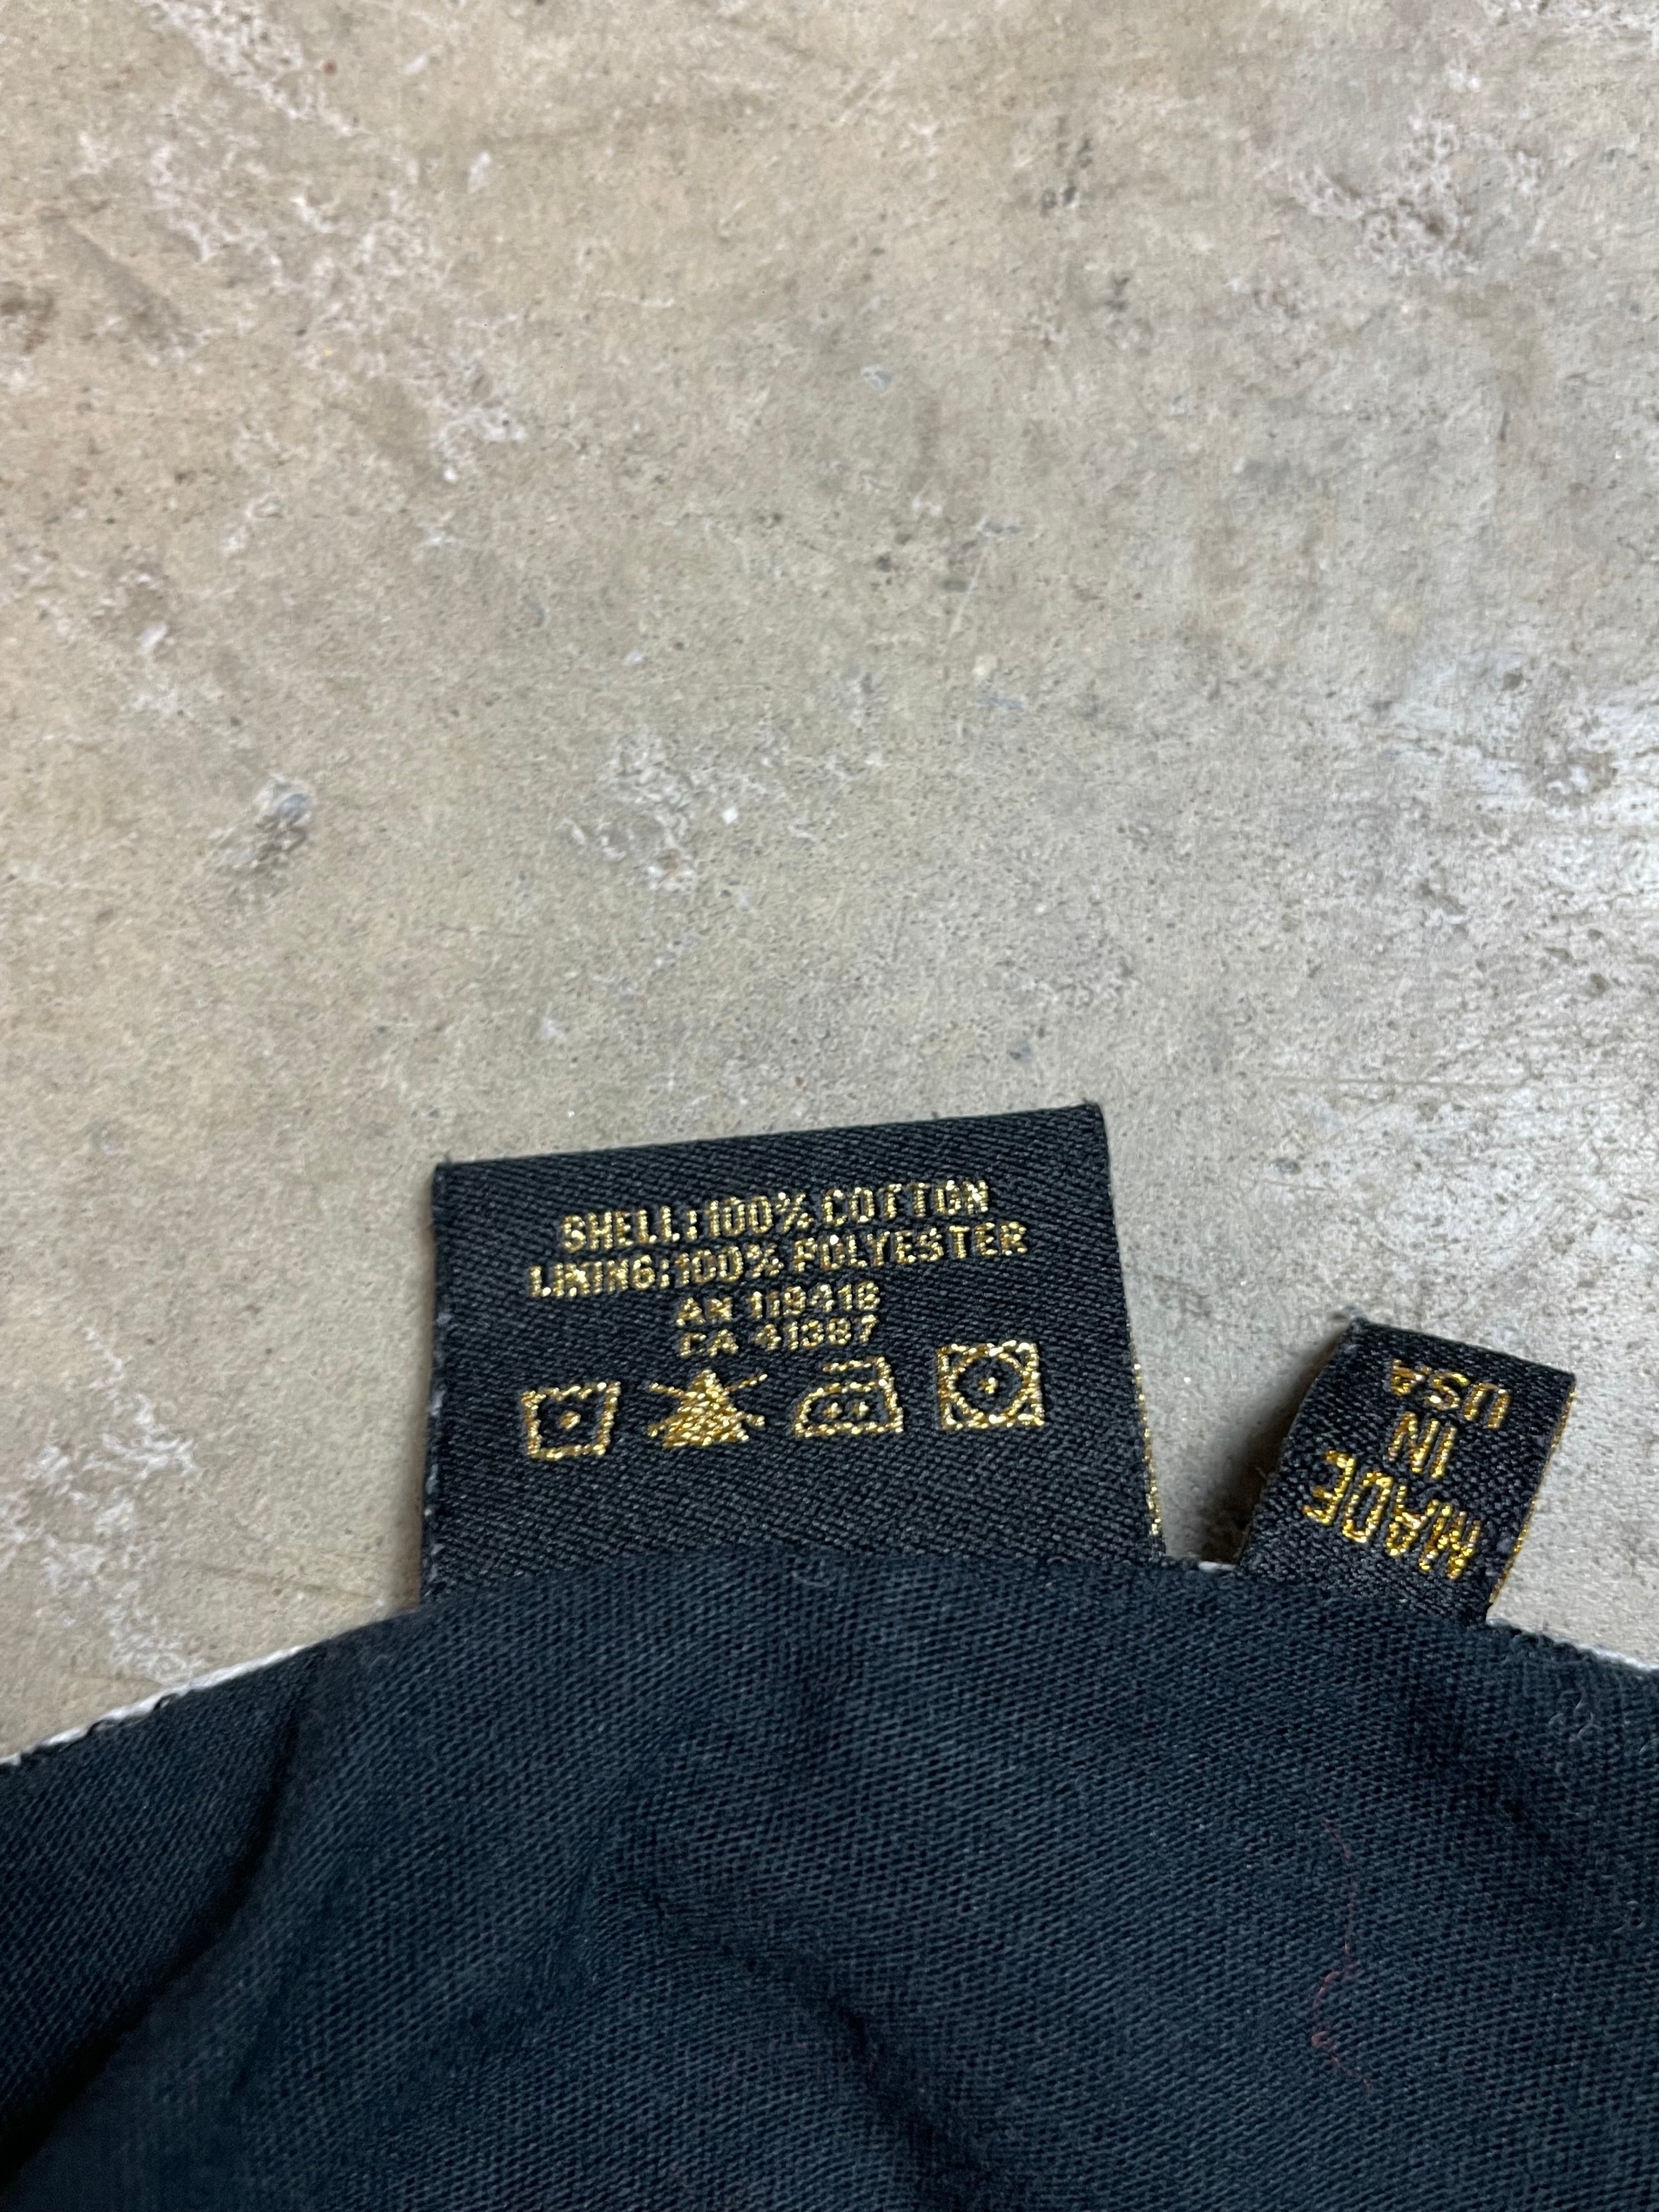 SHELL:100% COTTON
LINING:100% POLYESTER
AN 119418
CA 41387
MADE
IN
USA